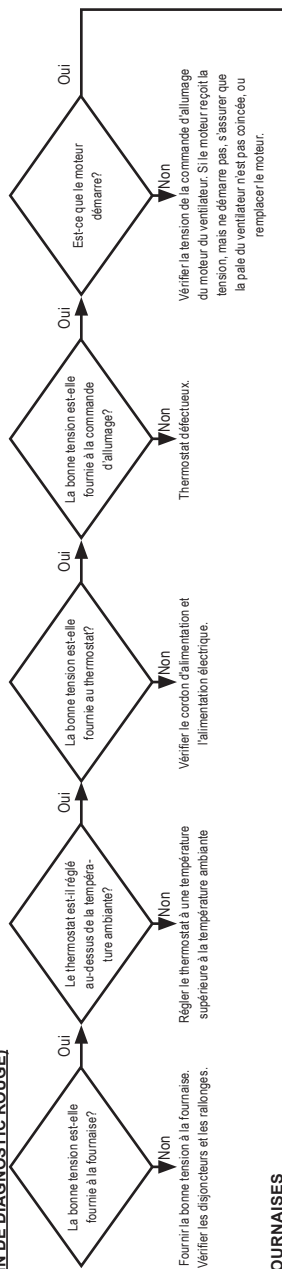 N DE DIAGNOSTIC ROUGE)
La bonne tension est-elle
fournie à la fournaise?
Oui
Non
Fournir la bonne tension à la fournaise.
Vérifier les disjoncteurs et les rallonges.
Le thermostat est-il réglé
au-dessus de la tempéra-
ture ambiante?
Oui
Non
Régler le thermostat à une température
supérieure à la température ambiante
La bonne tension est-elle
fournie au thermostat?
Oui
Non
Vérifier le cordon d'alimentation et
l'alimentation électrique.
La bonne tension est-elle
fournie à la commande
d'allumage?
Oui
Non
Thermostat défectueux.
Est-ce que le moteur
démarre?
Oui
Non
Vérifier la tension de la commande d'allumage
du moteur du ventilateur. Si le moteur reçoit la
tension, mais ne démarre pas, s'assurer que
la pale du ventilateur n'est pas coincée, ou
remplacer le moteur.
OURNAISES